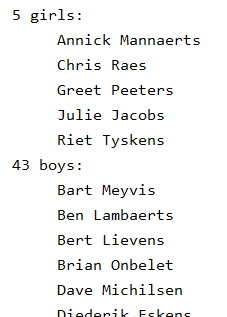 5 girls:
Annick Mannaerts
Chris Raes
Greet Peeters
Julie Jacobs
Riet Tyskens
43 boys:
Bart Meyvis
Ben Lambaerts
Bert Lievens
Brian Onbelet
Dave Michilsen
Diederik Eskens